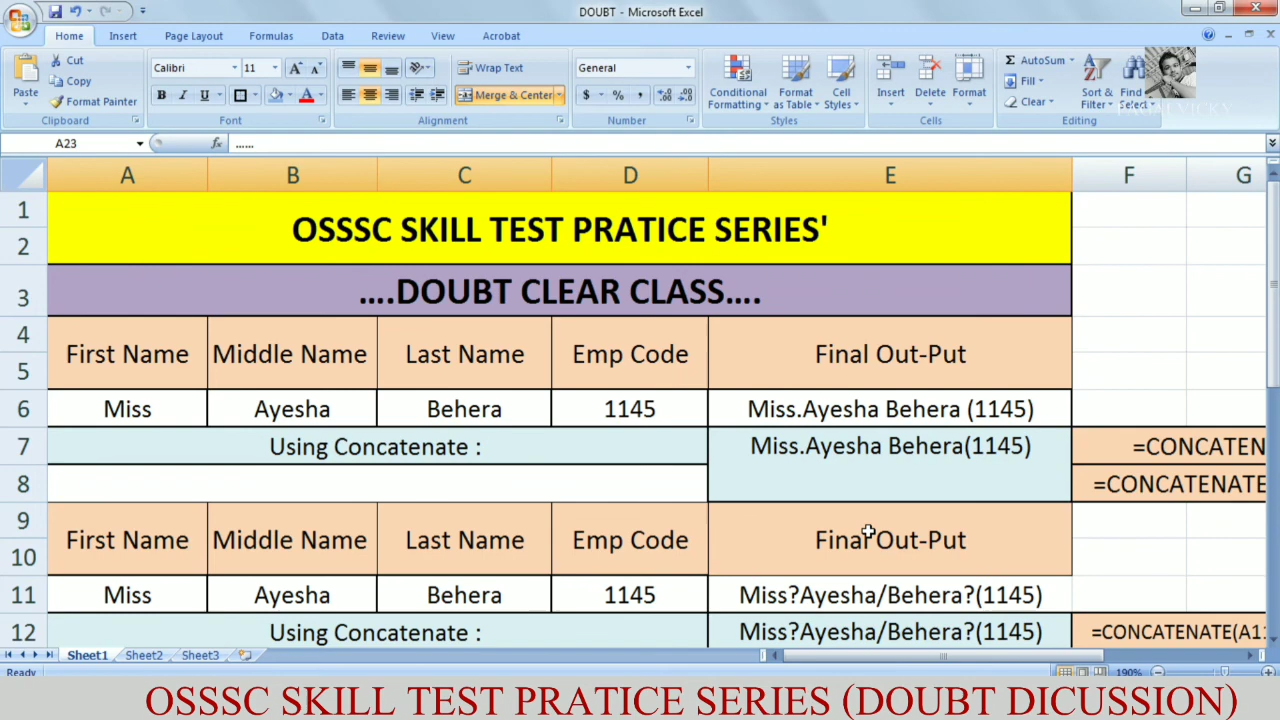 DOUBT - Microsoft Excel
Home Insert Page Layout Formulas Data Review View Acrobat
Paste Cut Copy Format Painter Clipboard
Calibri 11 B I U A Font
Wrap Text Merge & Center Alignment
General $ % , Number
Conditional Formatting Format as Table Cell Styles Styles
Insert Delete Format Cells
Σ AutoSum Fill Clear Sort & Filter Find Select Editing
A23 fx ......
A B C D E F G
1 OSSSC SKILL TEST PRATICE SERIES'
2
3 ....DOUBT CLEAR CLASS....
4 First Name Middle Name Last Name Emp Code Final Out-Put
5
6 Miss Ayesha Behera 1145 Miss.Ayesha Behera (1145)
7 Using Concatenate : Miss.Ayesha Behera(1145) =CONCATEN
8 =CONCATENATE
9 First Name Middle Name Last Name Emp Code Final Out-Put
10
11 Miss Ayesha Behera 1145 Miss?Ayesha/Behera?(1145)
12 Using Concatenate : Miss?Ayesha/Behera?(1145) =CONCATENATE(A1
Sheet1 Sheet2 Sheet3
Ready 190%
OSSSC SKILL TEST PRATICE SERIES (DOUBT DICUSSION)